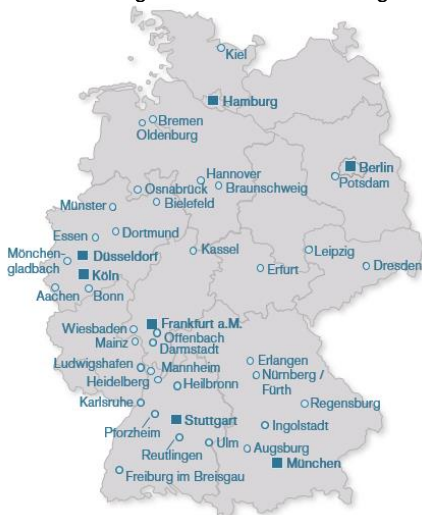 Kiel
Hamburg
Bremen
Oldenburg
Hannover
Berlin
Potsdam
Osnabrück
Braunschweig
Bielefeld
Münster
Essen
Dortmund
Mönchen-
gladbach
Düsseldorf
Kassel
Leipzig
Köln
Erfurt
Dresden
Aachen
Bonn
Wiesbaden
Frankfurt a.M.
Offenbach
Mainz
Darmstadt
Ludwigshafen
Mannheim
Erlangen
Heidelberg
Heilbronn
Nürnberg /
Fürth
Karlsruhe
Regensburg
Pforzheim
Stuttgart
Ingolstadt
Reutlingen
Ulm
Augsburg
München
Freiburg im Breisgau